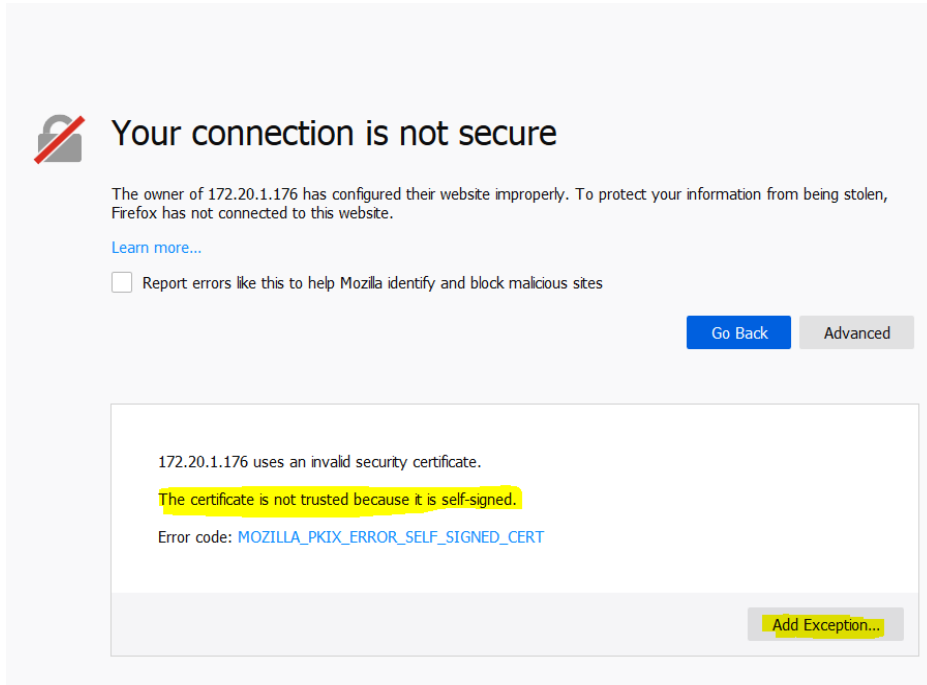 Your connection is not secure
The owner of 172.20.1.176 has configured their website improperly. To protect your information from being stolen,
Firefox has not connected to this website.
Learn more...
Report errors like this to help Mozilla identify and block malicious sites
Go Back
Advanced
172.20.1.176 uses an invalid security certificate.
The certificate is not trusted because it is self-signed.
Error code: MOZILLA_PKIX_ERROR_SELF_SIGNED_CERT
Add Exception...